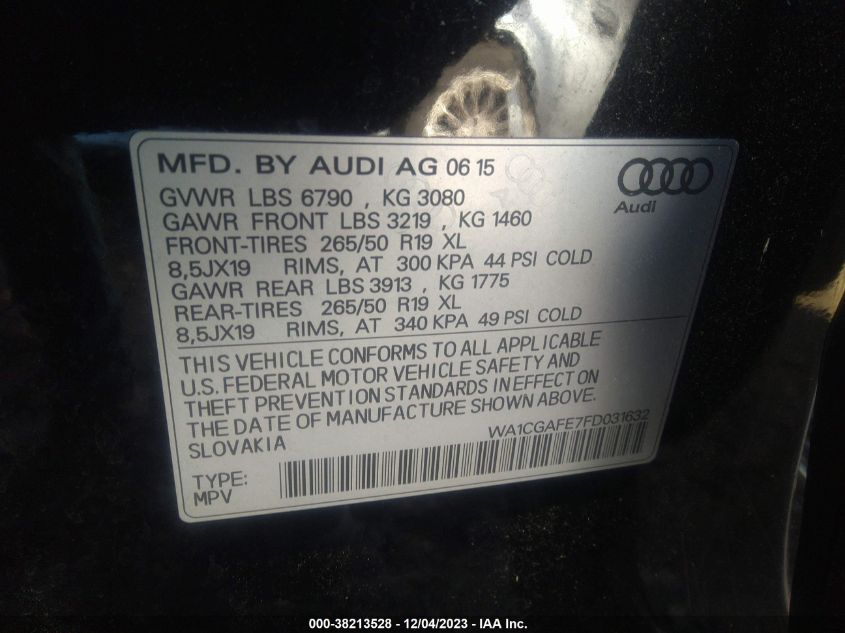 MFD. BY AUDI AG 06 15
Audi
GVWR LBS 6790 , KG 3080
GAWR FRONT LBS 3219 , KG 1460
FRONT-TIRES 265/50 R19 XL
8,5JX19 RIMS, AT 300 KPA 44 PSI COLD
GAWR REAR LBS 3913 , KG 1775
REAR-TIRES 265/50 R19 XL
8,5JX19 RIMS, AT 340 KPA 49 PSI COLD
THIS VEHICLE CONFORMS TO ALL APPLICABLE
U.S. FEDERAL MOTOR VEHICLE SAFETY AND
THEFT PREVENTION STANDARDS IN EFFECT ON
THE DATE OF MANUFACTURE SHOWN ABOVE.
SLOVAKIA
WA1CGAFE7FD031632
TYPE:
MPV
000-38213528 - 12/04/2023 - IAA Inc.